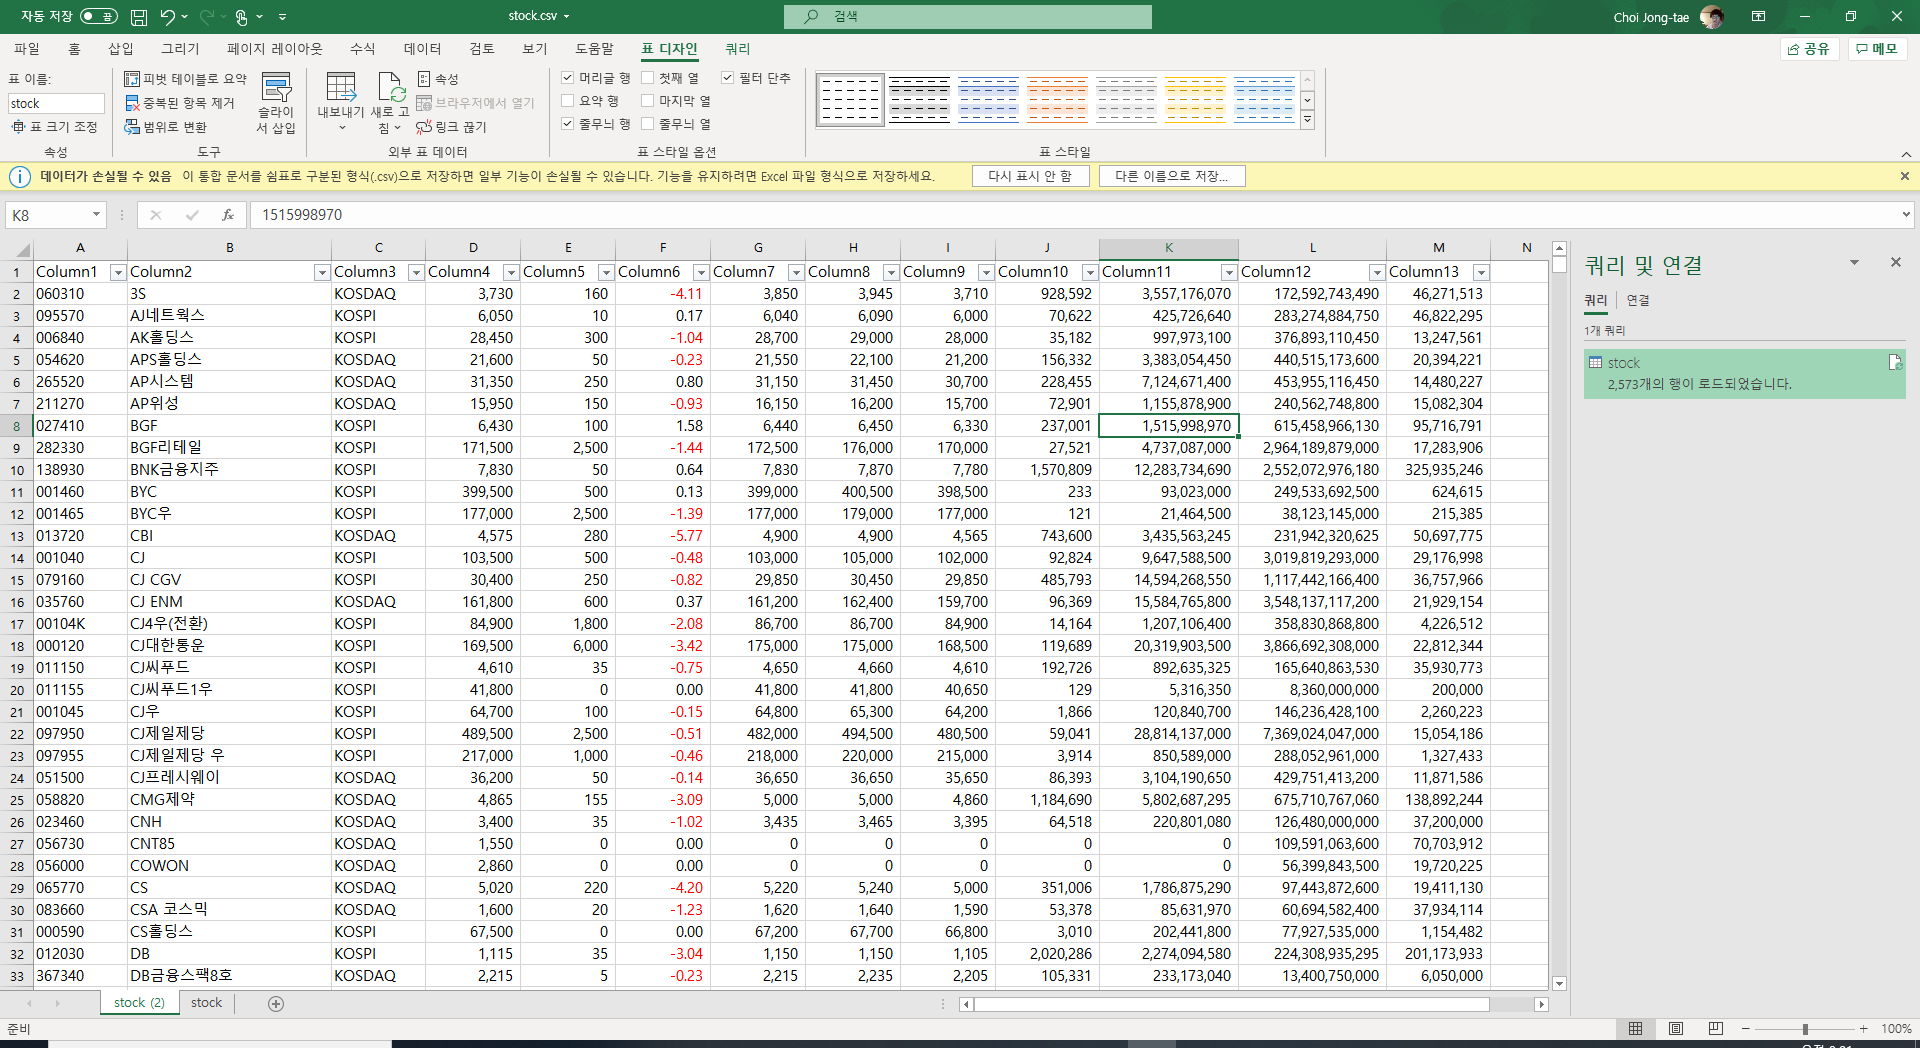 자동 저장 끔 stock.csv 검색 Choi Jong-tae
파일 홈 삽입 그리기 페이지 레이아웃 수식 데이터 검토 보기 도움말 표 디자인 쿼리 공유 메모
표 이름:
stock
표 크기 조정
속성
피벗 테이블로 요약
중복된 항목 제거
범위로 변환
슬라이
서 삽입
도구
내보내기
새로 고
침
속성
브라우저에서 열기
링크 끊기
외부 표 데이터
머리글 행 첫째 열 필터 단추
요약 행 마지막 열
줄무늬 행 줄무늬 열
표 스타일 옵션
표 스타일
데이터가 손실될 수 있음 이 통합 문서를 쉼표로 구분된 형식(.csv)으로 저장하면 일부 기능이 손실될 수 있습니다. 기능을 유지하려면 Excel 파일 형식으로 저장하세요. 다시 표시 안 함 다른 이름으로 저장...
K8 fx 1515998970
A B C D E F G H I J K L M N
1 Column1 Column2 Column3 Column4 Column5 Column6 Column7 Column8 Column9 Column10 Column11 Column12 Column13
2 060310 3S KOSDAQ 3,730 160 -4.11 3,850 3,945 3,710 928,592 3,557,176,070 172,592,743,490 46,271,513
3 095570 AJ네트웍스 KOSPI 6,050 10 0.17 6,040 6,090 6,000 70,622 425,726,640 283,274,884,750 46,822,295
4 006840 AK홀딩스 KOSPI 28,450 300 -1.04 28,700 29,000 28,000 35,182 997,973,100 376,893,110,450 13,247,561
5 054620 APS홀딩스 KOSDAQ 21,600 50 -0.23 21,550 22,100 21,200 156,332 3,383,054,450 440,515,173,600 20,394,221
6 265520 AP시스템 KOSDAQ 31,350 250 0.80 31,150 31,450 30,700 228,455 7,124,671,400 453,955,116,450 14,480,227
7 211270 AP위성 KOSDAQ 15,950 150 -0.93 16,150 16,200 15,700 72,901 1,155,878,900 240,562,748,800 15,082,304
8 027410 BGF KOSPI 6,430 100 1.58 6,440 6,450 6,330 237,001 1,515,998,970 615,458,966,130 95,716,791
9 282330 BGF리테일 KOSPI 171,500 2,500 -1.44 172,500 176,000 170,000 27,521 4,737,087,000 2,964,189,879,000 17,283,906
10 138930 BNK금융지주 KOSPI 7,830 50 0.64 7,830 7,870 7,780 1,570,809 12,283,734,690 2,552,072,976,180 325,935,246
11 001460 BYC KOSPI 399,500 500 0.13 399,000 400,500 398,500 233 93,023,000 249,533,692,500 624,615
12 001465 BYC우 KOSPI 177,000 2,500 -1.39 177,000 179,000 177,000 121 21,464,500 38,123,145,000 215,385
13 013720 CBI KOSDAQ 4,575 280 -5.77 4,900 4,900 4,565 743,600 3,435,563,245 231,942,320,625 50,697,775
14 001040 CJ KOSPI 103,500 500 -0.48 103,000 105,000 102,000 92,824 9,647,588,500 3,019,819,293,000 29,176,998
15 079160 CJ CGV KOSPI 30,400 250 -0.82 29,850 30,450 29,850 485,793 14,594,268,550 1,117,442,166,400 36,757,966
16 035760 CJ ENM KOSDAQ 161,800 600 0.37 161,200 162,400 159,700 96,369 15,584,765,800 3,548,137,117,200 21,929,154
17 00104K CJ4우(전환) KOSPI 84,900 1,800 -2.08 86,700 86,700 84,900 14,164 1,207,106,400 358,830,868,800 4,226,512
18 000120 CJ대한통운 KOSPI 169,500 6,000 -3.42 175,000 175,000 168,500 119,689 20,319,903,500 3,866,692,308,000 22,812,344
19 011150 CJ씨푸드 KOSPI 4,610 35 -0.75 4,650 4,660 4,610 192,726 892,635,325 165,640,863,530 35,930,773
20 011155 CJ씨푸드1우 KOSPI 41,800 0 0.00 41,800 41,800 40,650 129 5,316,350 8,360,000,000 200,000
21 001045 CJ우 KOSPI 64,700 100 -0.15 64,800 65,300 64,200 1,866 120,840,700 146,236,428,100 2,260,223
22 097950 CJ제일제당 KOSPI 489,500 2,500 -0.51 482,000 494,500 480,500 59,041 28,814,137,000 7,369,024,047,000 15,054,186
23 097955 CJ제일제당 우 KOSPI 217,000 1,000 -0.46 218,000 220,000 215,000 3,914 850,589,000 288,052,961,000 1,327,433
24 051500 CJ프레시웨이 KOSDAQ 36,200 50 -0.14 36,650 36,650 35,650 86,393 3,104,190,650 429,751,413,200 11,871,586
25 058820 CMG제약 KOSDAQ 4,865 155 -3.09 5,000 5,000 4,860 1,184,690 5,802,687,295 675,710,767,060 138,892,244
26 023460 CNH KOSDAQ 3,400 35 -1.02 3,435 3,465 3,395 64,518 220,801,080 126,480,000,000 37,200,000
27 056730 CNT85 KOSDAQ 1,550 0 0.00 0 0 0 0 0 109,591,063,600 70,703,912
28 056000 COWON KOSDAQ 2,860 0 0.00 0 0 0 0 0 56,399,843,500 19,720,225
29 065770 CS KOSDAQ 5,020 220 -4.20 5,220 5,240 5,000 351,006 1,786,875,290 97,443,872,600 19,411,130
30 083660 CSA 코스믹 KOSDAQ 1,600 20 -1.23 1,620 1,640 1,590 53,378 85,631,970 60,694,582,400 37,934,114
31 000590 CS홀딩스 KOSPI 67,500 0 0.00 67,200 67,700 66,800 3,010 202,441,800 77,927,535,000 1,154,482
32 012030 DB KOSPI 1,115 35 -3.04 1,150 1,150 1,105 2,020,286 2,274,094,580 224,308,935,295 201,173,933
33 367340 DB금융스팩8호 KOSDAQ 2,215 5 -0.23 2,215 2,235 2,205 105,331 233,173,040 13,400,750,000 6,050,000
쿼리 및 연결
쿼리 연결
1개 쿼리
stock
2,573개의 행이 로드되었습니다.
stock (2) stock
준비 100%